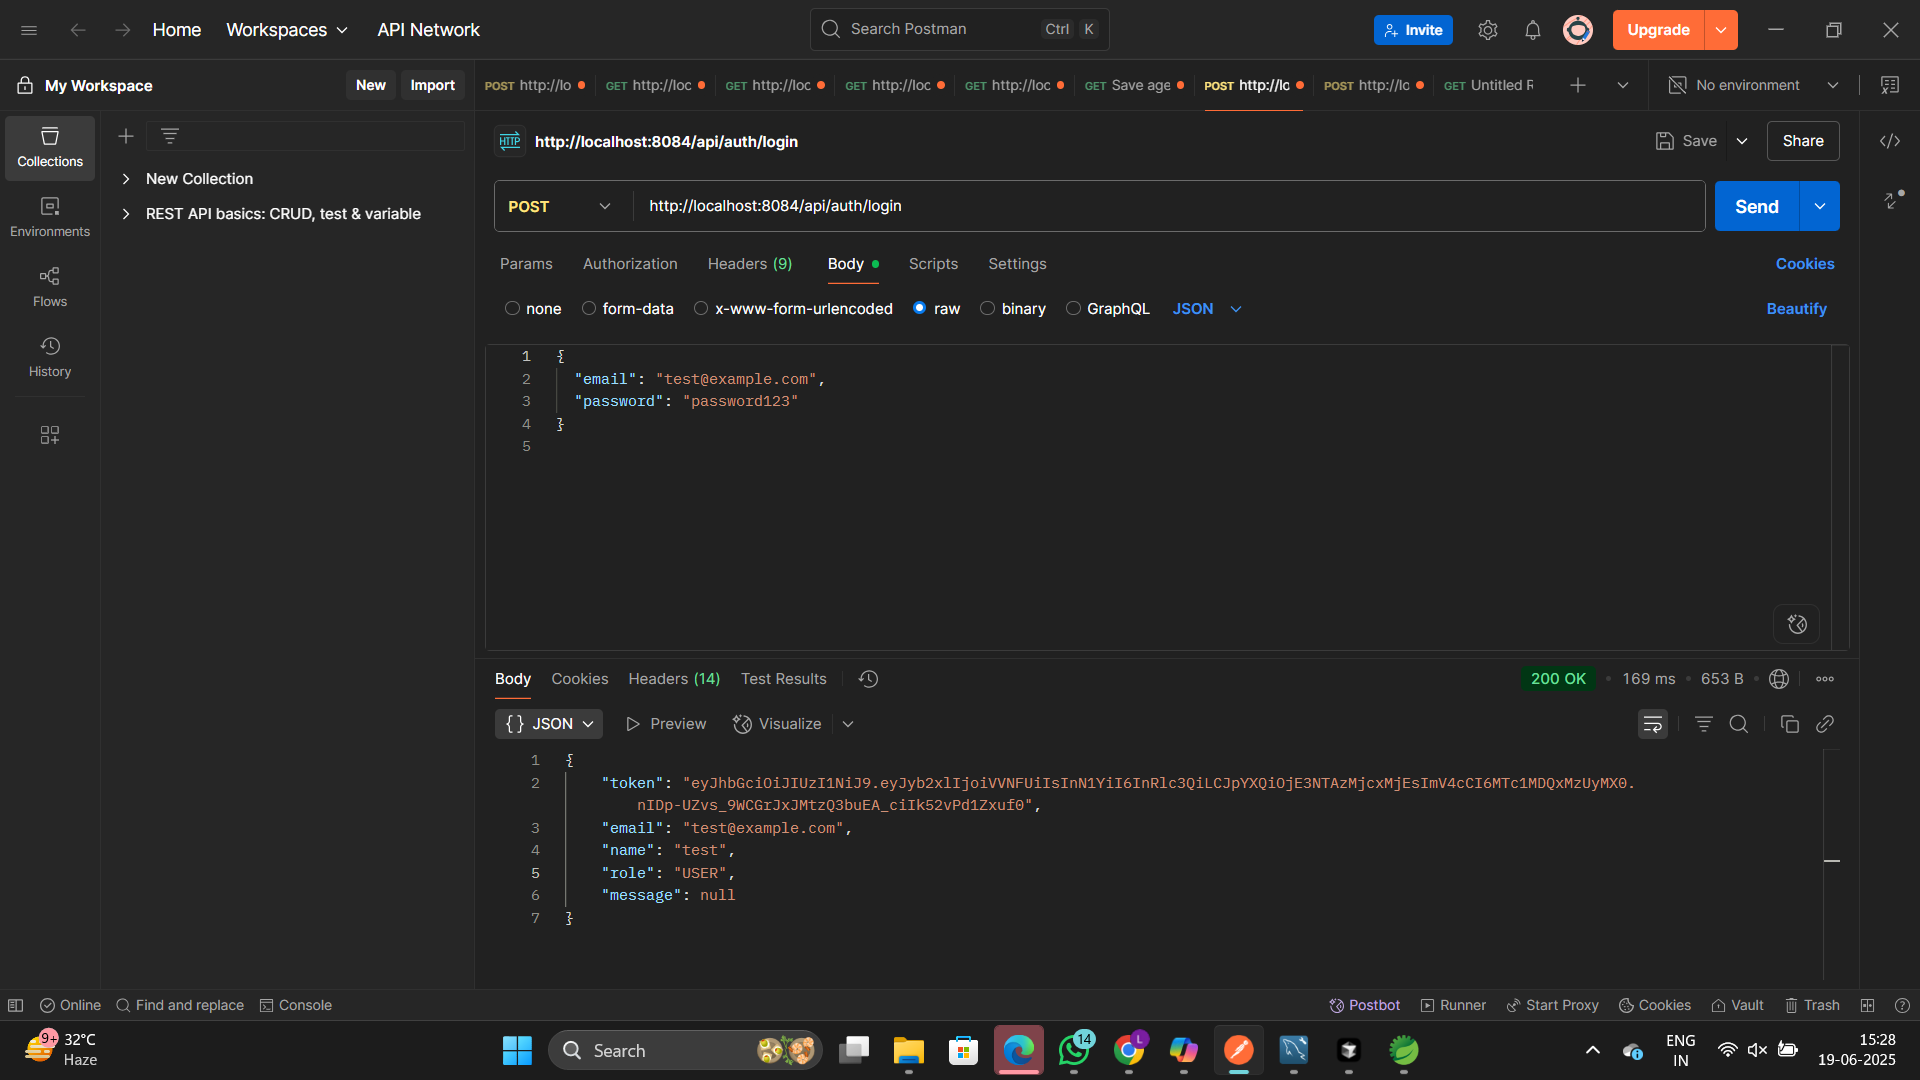 Home
Workspaces
API Network
Search Postman
Ctrl
K
Invite
Upgrade
My Workspace
New
Import
POST http://lo
GET http://loc
GET http://loc
GET http://loc
GET http://loc
GET Save age
POST http://lo
POST http://lo
GET Untitled R
No environment
Collections
Environments
Flows
History
New Collection
REST API basics: CRUD, test & variable
HTTP
http://localhost:8084/api/auth/login
Save
Share
POST
http://localhost:8084/api/auth/login
Send
Params
Authorization
Headers (9)
Body
Scripts
Settings
Cookies
none
form-data
x-www-form-urlencoded
raw
binary
GraphQL
JSON
Beautify
1 {
2 "email": "test@example.com",
3 "password": "password123"
4 }
5
Body
Cookies
Headers (14)
Test Results
200 OK
169 ms
653 B
{} JSON
Preview
Visualize
1 {
2 "token": "eyJhbGciOiJIUzI1NiJ9.eyJyb2xlIjoiVVNFUiIsInN1YiI6InRlc3QiLCJpYXQiOjE3NTAzMjcxMjEsImV4cCI6MTc1MDQxMzUyMX0.
nIDp-UZvs_9WCGrJxJMtzQ3buEA_ciIk52vPd1Zxuf0",
3 "email": "test@example.com",
4 "name": "test",
5 "role": "USER",
6 "message": null
7 }
Online
Find and replace
Console
Postbot
Runner
Start Proxy
Cookies
Vault
Trash
9+
32°C
Haze
Search
14
L
ENG
IN
15:28
19-06-2025